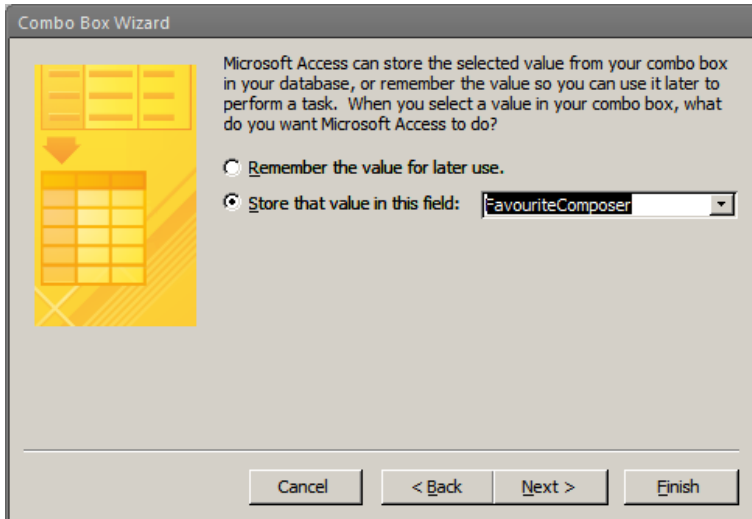 Combo Box Wizard
Microsoft Access can store the selected value from your combo box
in your database, or remember the value so you can use it later to
perform a task.  When you select a value in your combo box, what
do you want Microsoft Access to do?
Remember the value for later use.
Store that value in this field: FavouriteComposer
Cancel < Back Next > Finish